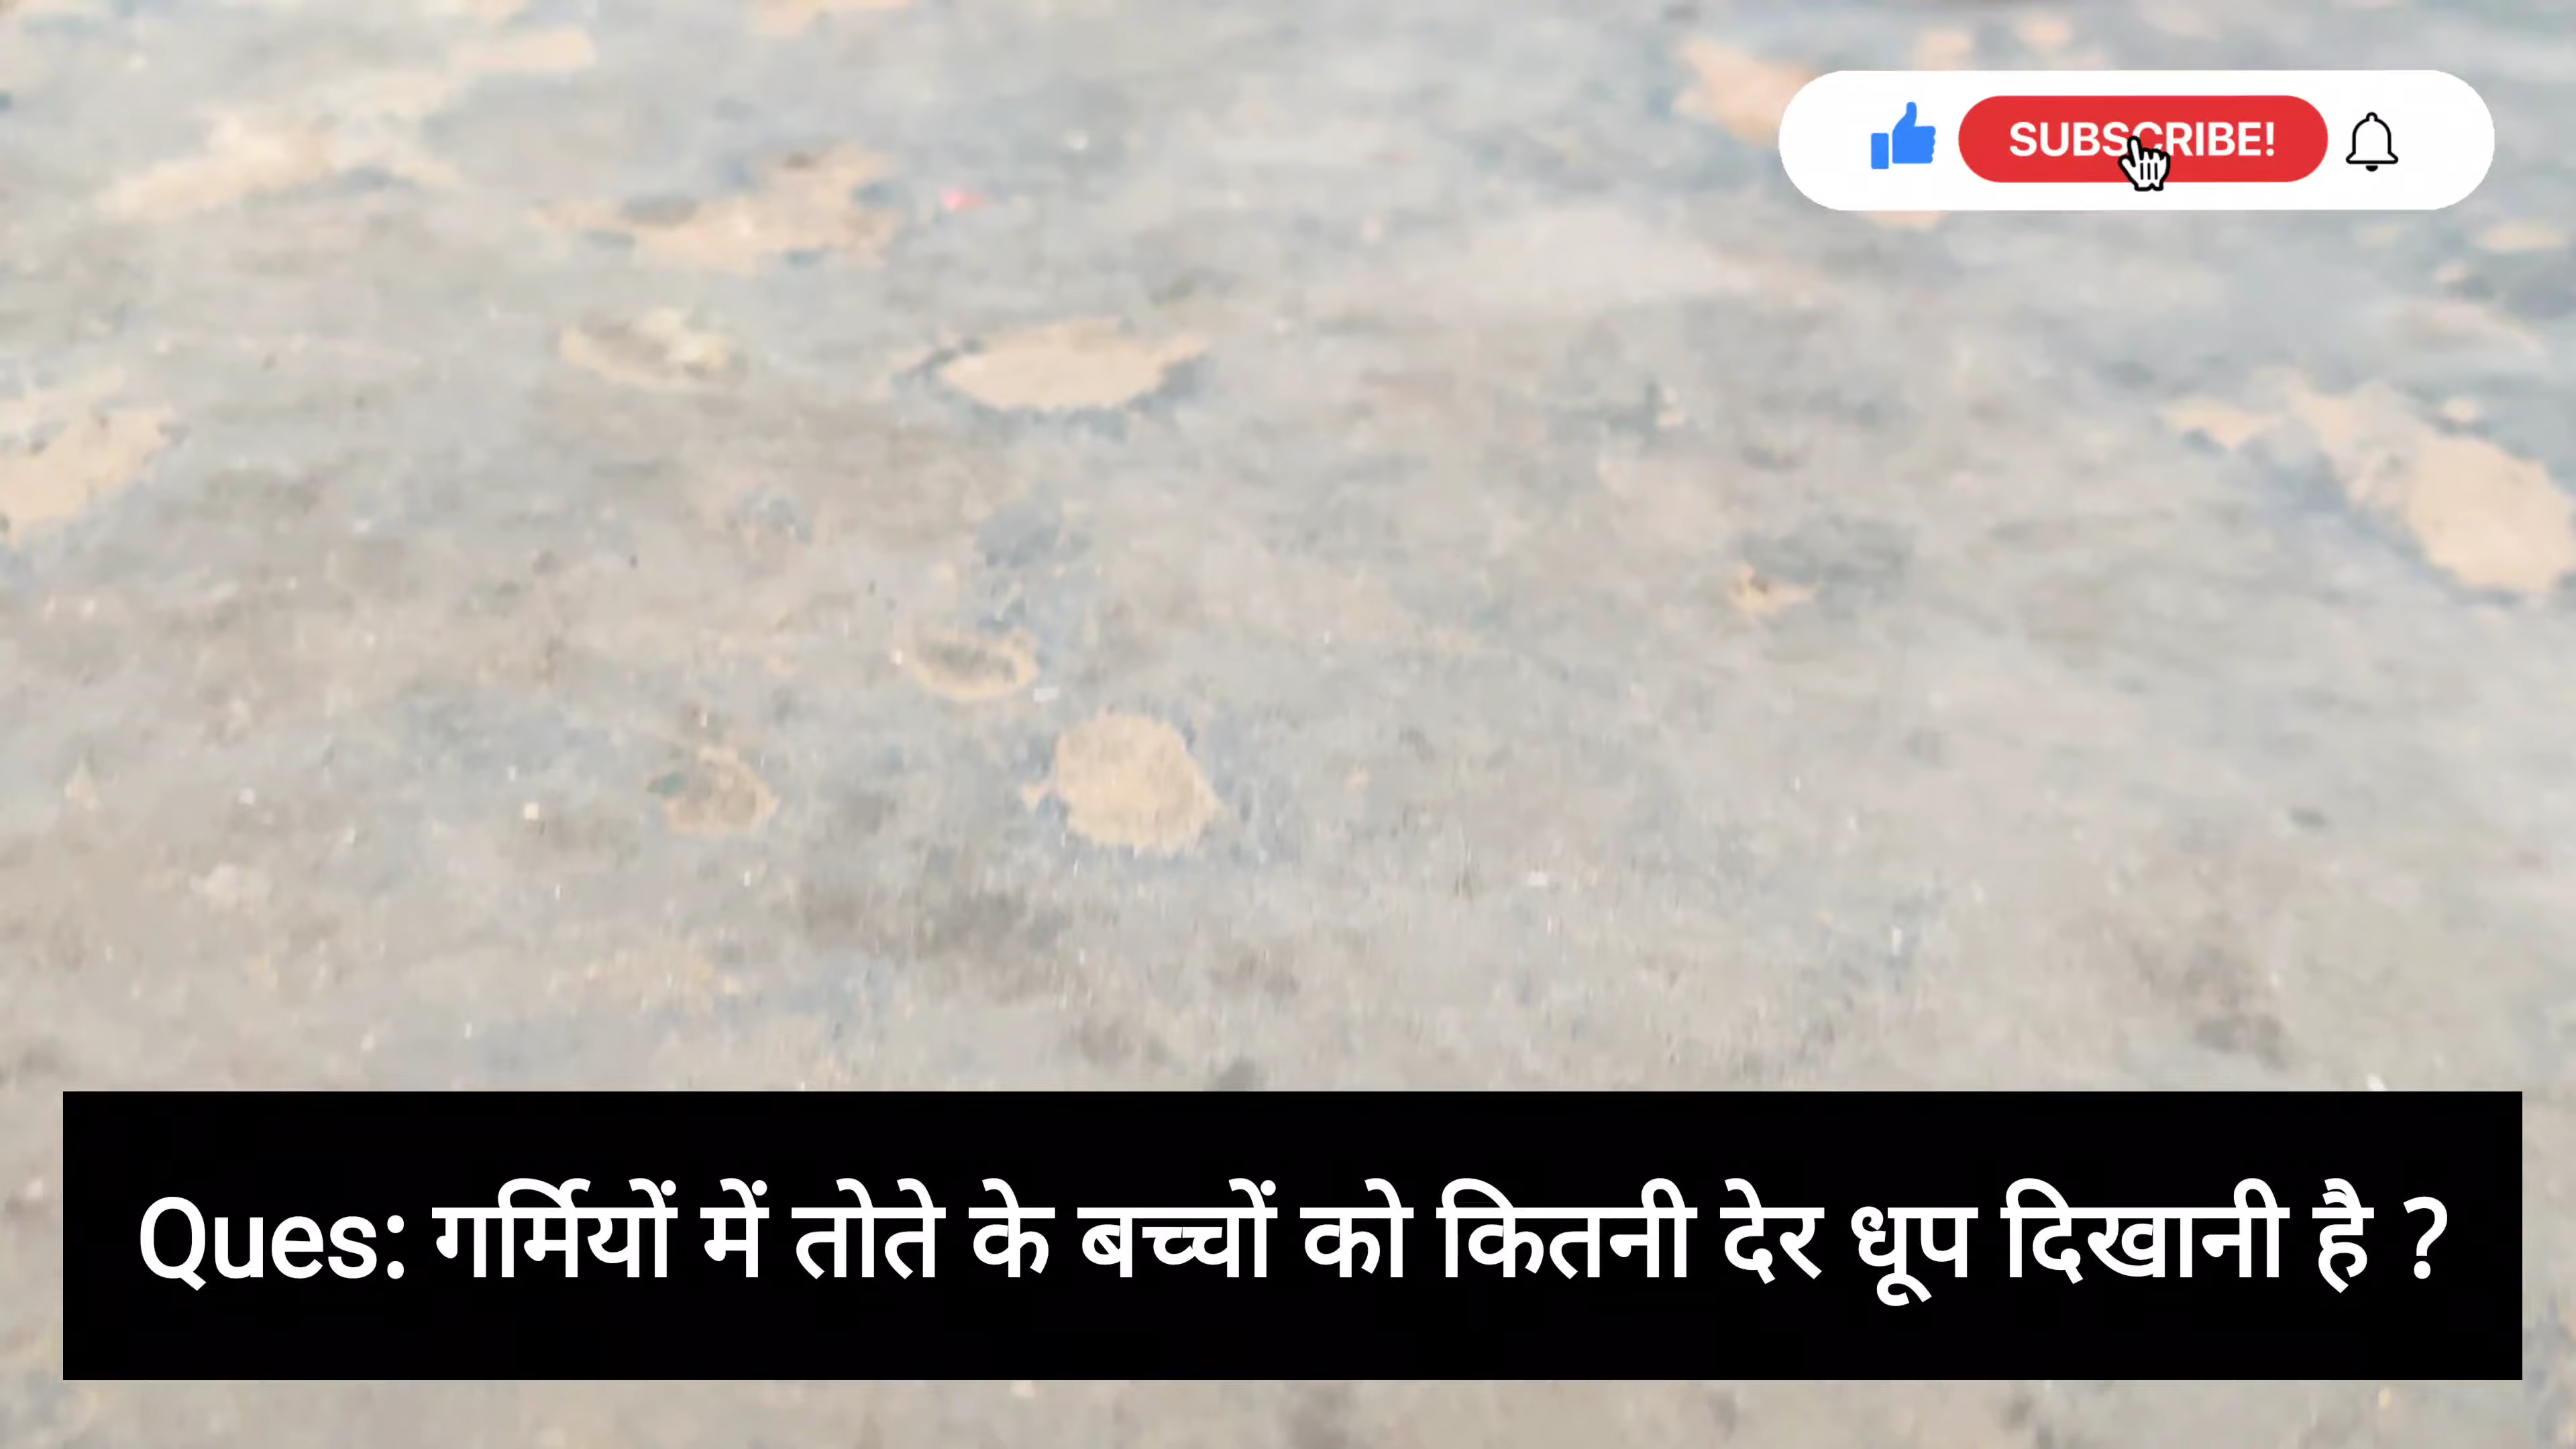 SUBSCRIBE!
Ques: गर्मियों में तोते के बच्चों को कितनी देर धूप दिखानी है ?